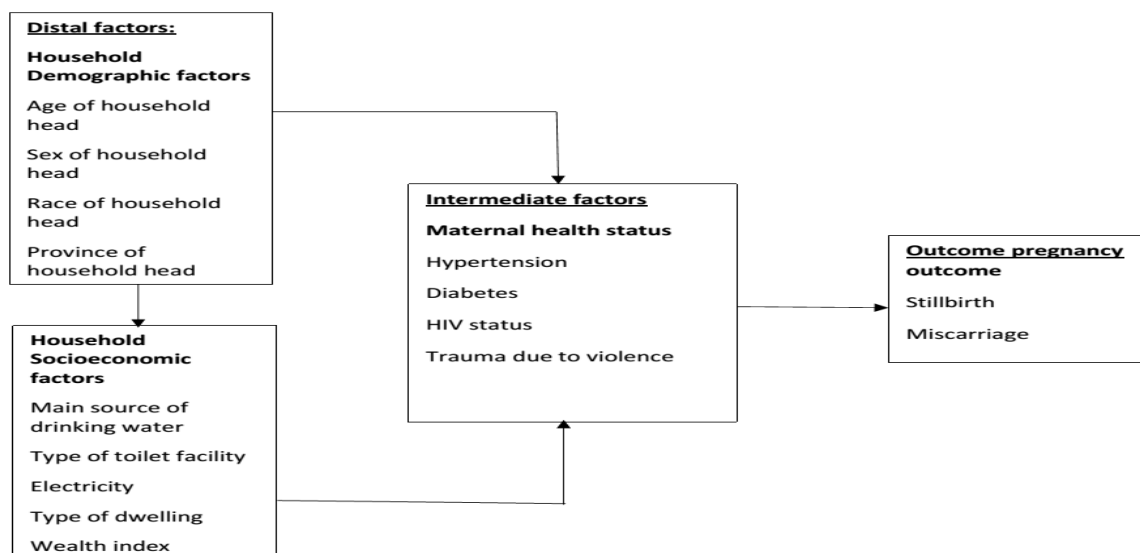 Distal factors:
Household
Demographic factors
Age of household
head
Sex of household
head
Race of household
head
Province of
household head
Household
Socioeconomic
factors
Main source of
drinking water
Type of toilet facility
Electricity
Type of dwelling
Wealth index
Intermediate factors
Maternal health status
Hypertension
Diabetes
HIV status
Trauma due to violence
Outcome pregnancy
outcome
Stillbirth
Miscarriage